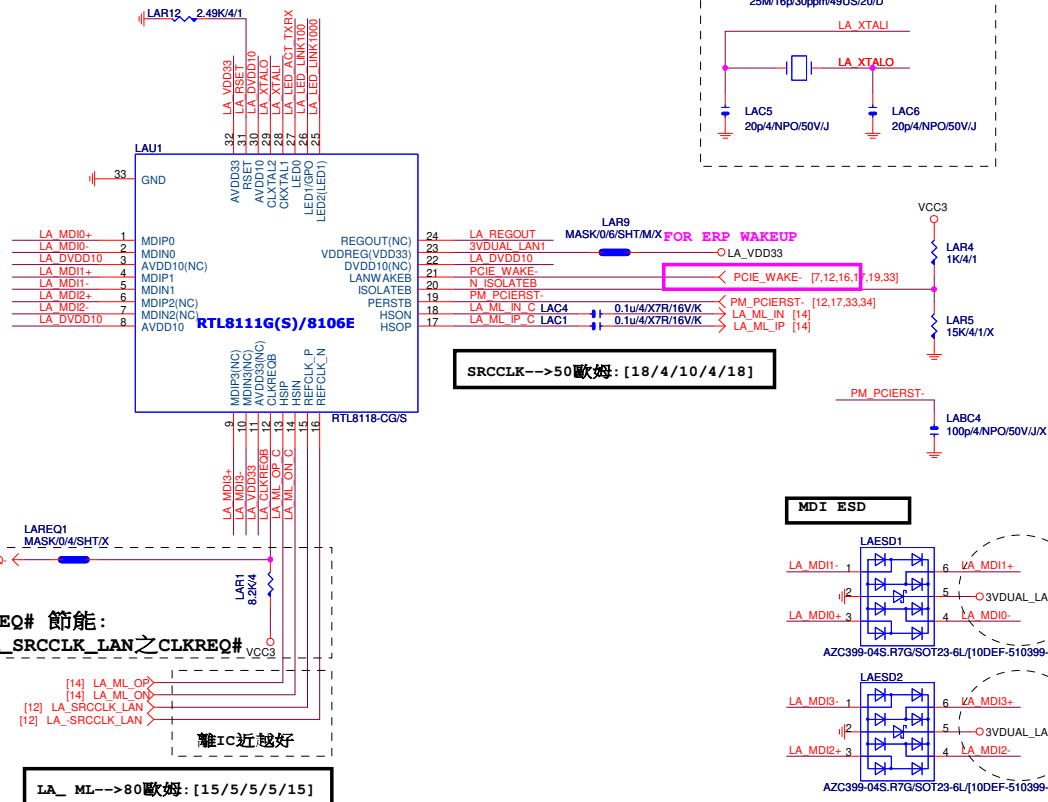 25M/16p/30ppm/49US/20/D
LA_XTALI
LA_XTALO
LAC5
20p/4/NPO/50V/J
LAC6
20p/4/NPO/50V/J
LAR12 2.49K/4/1
LA_VDD33
LA_RSET
LA_DVDD10
LA_XTALO
LA_XTALI
LA_LED_ACT_TXRX
LA_LED_LINK100
LA_LED_LINK1000
32
31
30
29
28
27
26
25
LAU1
AVDD33
RSET
AVDD10
CLXTAL2
CKXTAL1
LED0
LED1/GPO
LED2(LED1)
33 GND
LA_MDI0+ 1 MDIP0
LA_MDI0- 2 MDIN0
LA_DVDD10 3 AVDD10(NC)
LA_MDI1+ 4 MDIP1
LA_MDI1- 5 MDIN1
LA_MDI2+ 6 MDIP2(NC)
LA_MDI2- 7 MDIN2(NC)
LA_DVDD10 8 AVDD10
RTL8111G(S)/8106E
REGOUT(NC) 24 LA_REGOUT
VDDREG(VDD33) 23 3VDUAL_LAN1
DVDD10(NC) 22 LA_DVDD10
LANWAKEB 21 PCIE_WAKE-
ISOLATEB 20 N_ISOLATEB
PERSTB 19 PM_PCIERST-
HSON 18 LA_ML_IN_C LAC4 0.1u/4/X7R/16V/K
HSOP 17 LA_ML_IP_C LAC1 0.1u/4/X7R/16V/K
LAR9
MASK/0/6/SHT/M/X
FOR ERP WAKEUP
LA_VDD33
PCIE_WAKE- [7,12,16,17,19,33]
PM_PCIERST- [12,17,33,34]
LA_ML_IN [14]
LA_ML_IP [14]
VCC3
LAR4
1K/4/1
LAR5
15K/4/1/X
SRCCLK-->50歐姆:[18/4/10/4/18]
PM_PCIERST-
LABC4
100p/4/NPO/50V/J/X
MDIP3(NC)
MDIN3(NC)
AVDD33(NC)
CLKREQB
HSIP
HSIN
REFCLK_P
REFCLK_N
RTL8118-CG/S
9
10
11
12
13
14
15
16
LA_MDI3+
LA_MDI3-
LA_VDD33
LA_CLKREQB
LA_ML_OP_C
LA_ML_ON_C
LAREQ1
MASK/0/4/SHT/X
LAR1
8.2K/4
EQ# 節能:
_SRCCLK_LAN之CLKREQ#
VCC3
[14] LA_ML_OP
[14] LA_ML_ON
[12] LA_SRCCLK_LAN
[12] LA_-SRCCLK_LAN
離IC近越好
LA_ ML-->80歐姆:[15/5/5/5/15]
MDI ESD
LAESD1
LA_MDI1- 1 6 LA_MDI1+
2 5 3VDUAL_LA
LA_MDI0+ 3 4 LA_MDI0-
AZC399-04S.R7G/SOT23-6L/[10DEF-510399-
LAESD2
LA_MDI3- 1 6 LA_MDI3+
2 5 3VDUAL_LA
LA_MDI2+ 3 4 LA_MDI2-
AZC399-04S.R7G/SOT23-6L/[10DEF-510399-